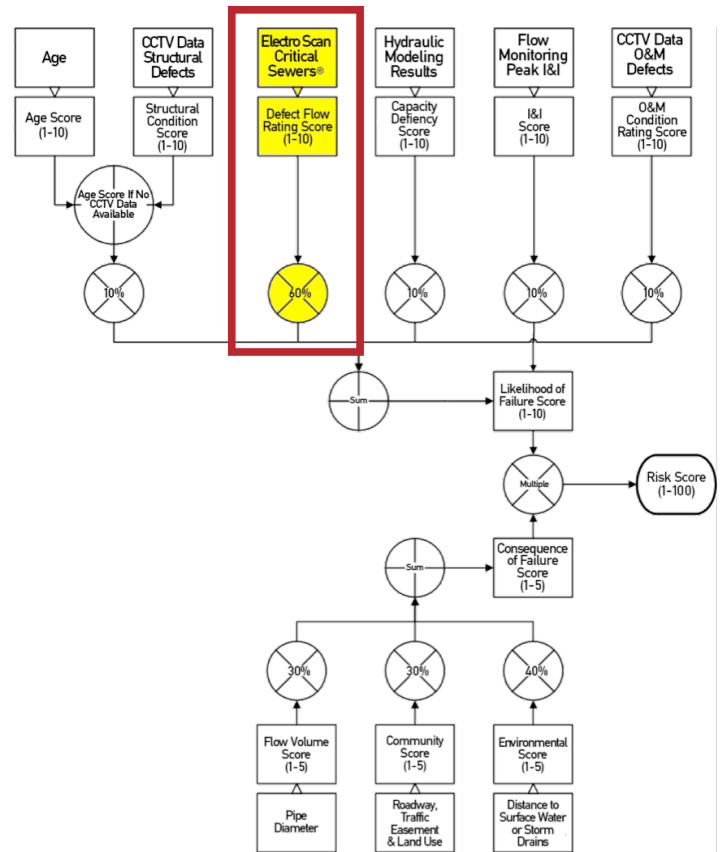 Age
CCTV Data
Structural
Defects
Electro Scan
Critical
Sewers®
Hydraulic
Modeling
Results
Flow
Monitoring
Peak I&I
CCTV Data
O&M
Defects
Age Score
(1-10)
Structural
Condition
Score
(1-10)
Defect Flow
Rating Score
(1-10)
Capacity
Defiency
Score
(1-10)
I&I
Score
(1-10)
O&M
Condition
Rating Score
(1-10)
Age Score If No
CCTV Data
Available
10%
60%
10%
10%
10%
Sum
Likelihood of
Failure Score
(1-10)
Multiple
Risk Score
(1-100)
Sum
Consequence
of Failure
Score
(1-5)
30%
30%
40%
Flow Volume
Score
(1-5)
Community
Score
(1-5)
Environmental
Score
(1-5)
Pipe
Diameter
Roadway,
Traffic
Easement
& Land Use
Distance to
Surface Water
or Storm
Drains